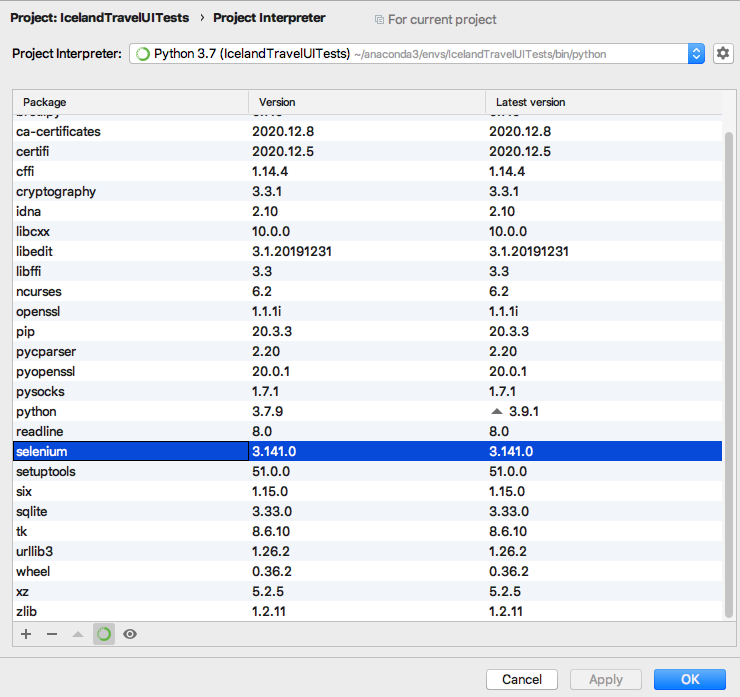 Project: IcelandTravelUITests › Project Interpreter For current project
Project Interpreter: Python 3.7 (IcelandTravelUITests) ~/anaconda3/envs/IcelandTravelUITests/bin/python
Package Version Latest version
ca-certificates 2020.12.8 2020.12.8
certifi 2020.12.5 2020.12.5
cffi 1.14.4 1.14.4
cryptography 3.3.1 3.3.1
idna 2.10 2.10
libcxx 10.0.0 10.0.0
libedit 3.1.20191231 3.1.20191231
libffi 3.3 3.3
ncurses 6.2 6.2
openssl 1.1.1i 1.1.1i
pip 20.3.3 20.3.3
pycparser 2.20 2.20
pyopenssl 20.0.1 20.0.1
pysocks 1.7.1 1.7.1
python 3.7.9 3.9.1
readline 8.0 8.0
selenium 3.141.0 3.141.0
setuptools 51.0.0 51.0.0
six 1.15.0 1.15.0
sqlite 3.33.0 3.33.0
tk 8.6.10 8.6.10
urllib3 1.26.2 1.26.2
wheel 0.36.2 0.36.2
xz 5.2.5 5.2.5
zlib 1.2.11 1.2.11
Cancel Apply OK